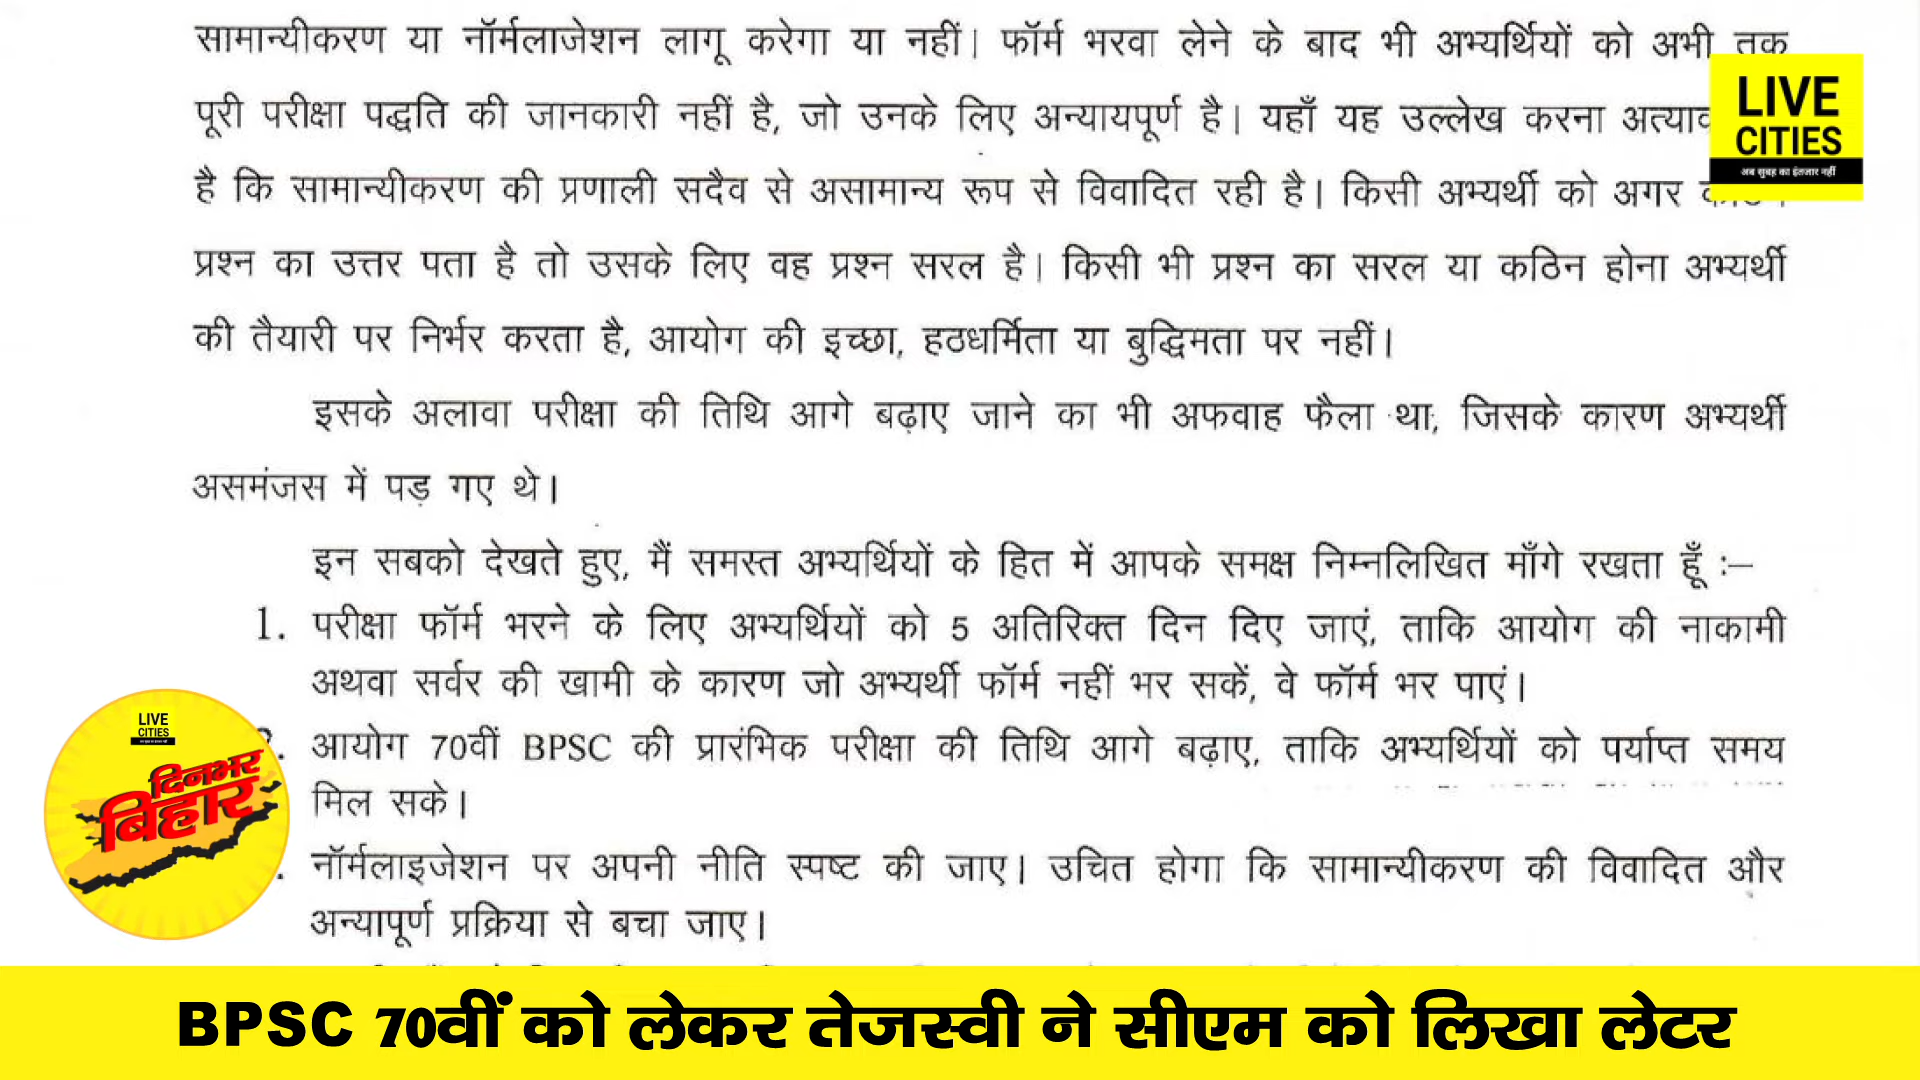 सामान्यीकरण या नॉर्मलाजेशन लागू करेगा या नहीं। फॉर्म भरवा लेने के बाद भी अभ्यर्थियों को अभी तक
पूरी परीक्षा पद्धति की जानकारी नहीं है, जो उनके लिए अन्यायपूर्ण है। यहाँ यह उल्लेख करना
है कि सामान्यीकरण की प्रणाली सदैव से असामान्य रूप से विवादित रही है। किसी अभ्यर्थी को अगर
प्रश्न का उत्तर पता है तो उसके लिए वह प्रश्न सरल है। किसी भी प्रश्न का सरल या कठिन होना अभ्यर्थी
की तैयारी पर निर्भर करता है, आयोग की इच्छा, हठधर्मिता या बुद्धिमता पर नहीं।
इसके अलावा परीक्षा की तिथि आगे बढ़ाए जाने का भी अफवाह फैला था, जिसके कारण अभ्यर्थी
असमंजस में पड़ गए थे।
इन सबको देखते हुए, मैं समस्त अभ्यर्थियों के हित में आपके समक्ष निम्नलिखित माँगे रखता हूँ :–
1. परीक्षा फॉर्म भरने के लिए अभ्यर्थियों को 5 अतिरिक्त दिन दिए जाएं, ताकि आयोग की नाकामी
अथवा सर्वर की खामी के कारण जो अभ्यर्थी फॉर्म नहीं भर सकें, वे फॉर्म भर पाएं।
आयोग 70वीं BPSC की प्रारंभिक परीक्षा की तिथि आगे बढ़ाए, ताकि अभ्यर्थियों को पर्याप्त समय
मिल सके।
नॉर्मलाइजेशन पर अपनी नीति स्पष्ट की जाए। उचित होगा कि सामान्यीकरण की विवादित और
अन्यापूर्ण प्रक्रिया से बचा जाए।
LIVE
CITIES
अब सुबह का इंतजार नहीं
LIVE
CITIES
दिनभर
बिहार
BPSC 70वीं को लेकर तेजस्वी ने सीएम को लिखा लेटर